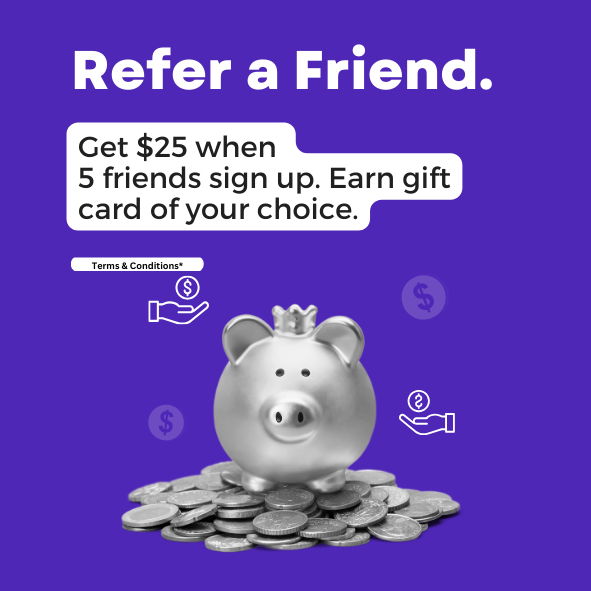 Refer a Friend.
Get $25 when
5 friends sign up. Earn gift
card of your choice.
Terms & Conditions*
$
$
$
$